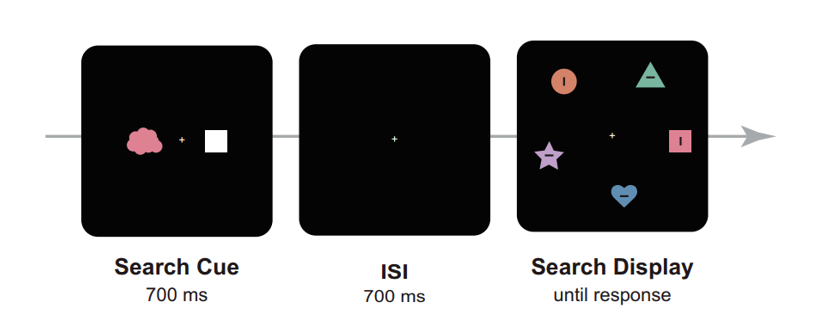 Search Cue
700 ms
ISI
700 ms
Search Display
until response